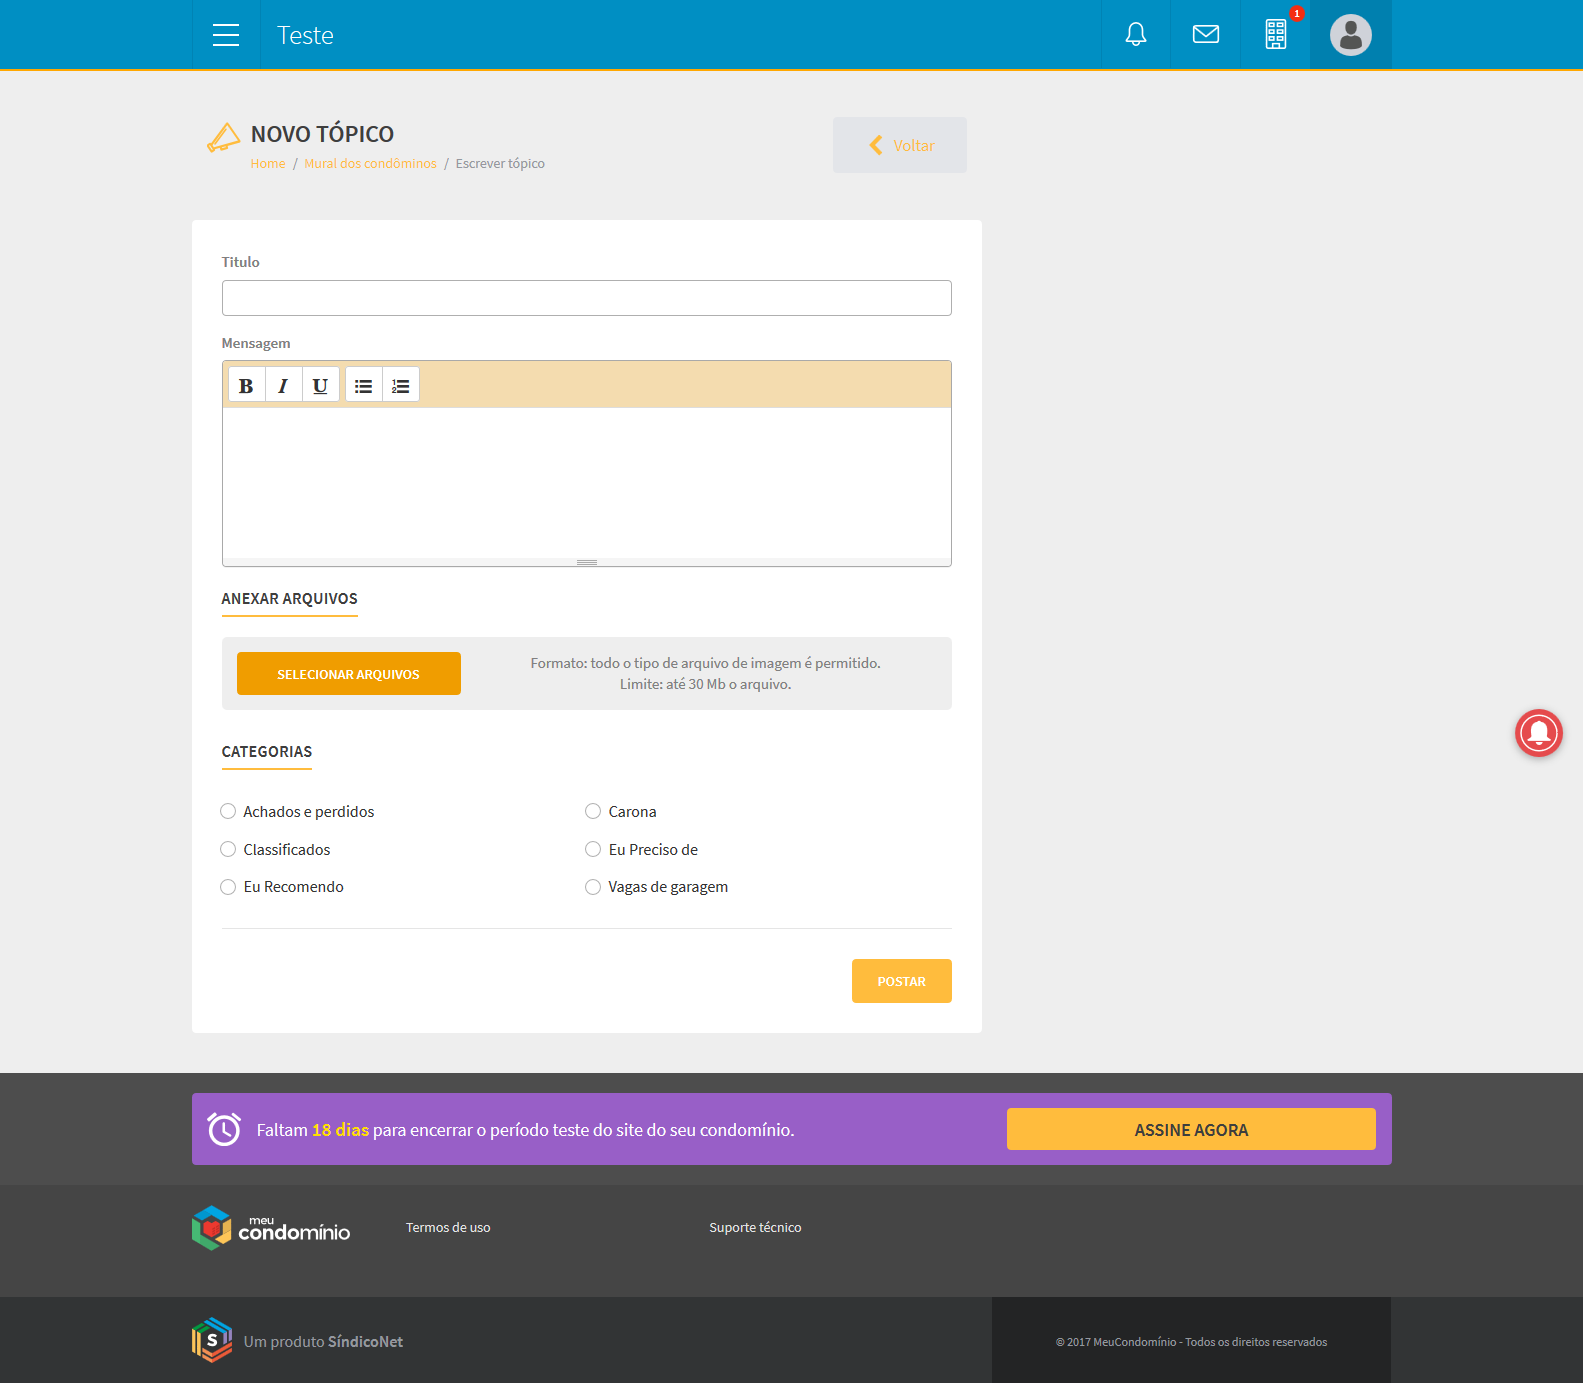 Teste
1
NOVO TÓPICO
Home / Mural dos condôminos / Escrever tópico
Voltar
Titulo
Mensagem
B I U
ANEXAR ARQUIVOS
SELECIONAR ARQUIVOS
Formato: todo o tipo de arquivo de imagem é permitido.
Limite: até 30 Mb o arquivo.
CATEGORIAS
Achados e perdidos
Carona
Classificados
Eu Preciso de
Eu Recomendo
Vagas de garagem
POSTAR
Faltam 18 dias para encerrar o período teste do site do seu condomínio.
ASSINE AGORA
meu
condomínio
Termos de uso
Suporte técnico
S
Um produto SíndicoNet
© 2017 MeuCondomínio - Todos os direitos reservados